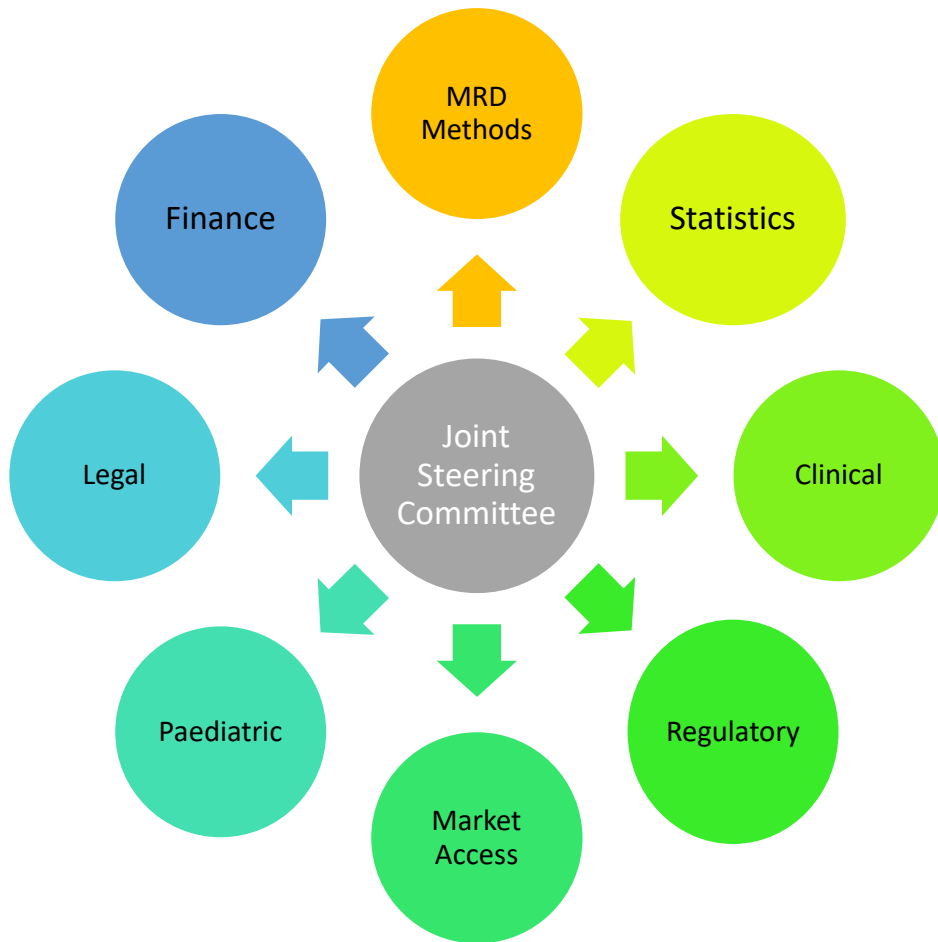 MRD
Methods
Finance
Statistics
Joint
Steering
Committee
Legal
Clinical
Paediatric
Regulatory
Market
Access